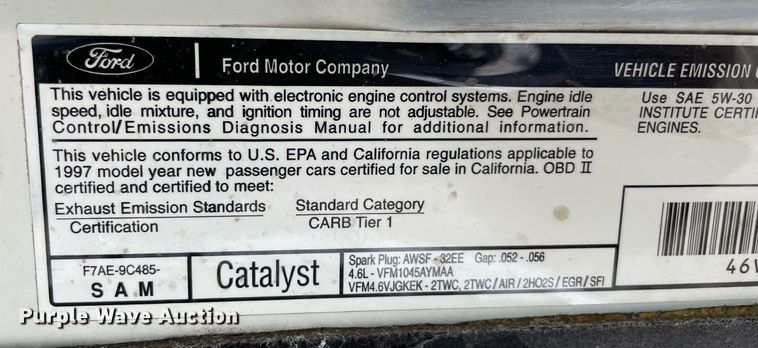 Ford
Ford Motor Company
VEHICLE EMISSION
This vehicle is equipped with electronic engine control systems. Engine idle
speed, idle mixture, and ignition timing are not adjustable. See Powertrain
Control/Emissions Diagnosis Manual for additional information.
Use SAE 5W-30
INSTITUTE CERTI
ENGINES.
This vehicle conforms to U.S. EPA and California regulations applicable to
1997 model year new passenger cars certified for sale in California. OBD II
certified and certified to meet:
Exhaust Emission Standards Standard Category
Certification CARB Tier 1
F7AE-9C485-
SAM
Catalyst
Spark Plug: AWSF - 32EE Gap: .052 - .056
4.6L - VFM1045AYMAA
VFM4.6VJGKEK - 2TWC, 2TWC / AIR / 2HO2S / EGR / SFI
46V
Purple Wave Auction